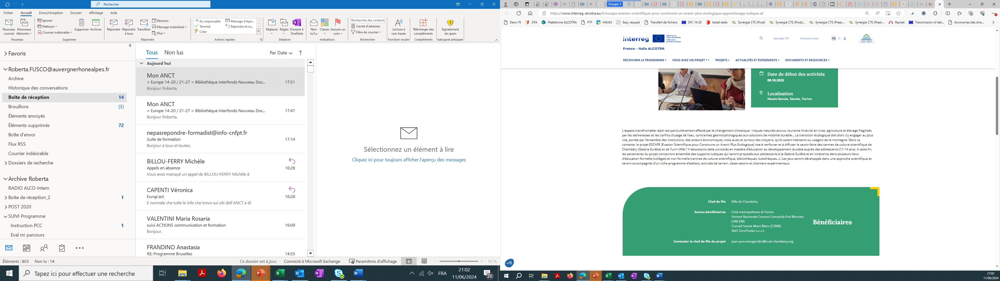 Rechercher
Fichier Accueil Envoi/réception Dossier Affichage Aide
Nouveau courrier
Nouveaux éléments
Nouveau
Ignorer
Nettoyer
Courrier indésirable
Supprimer
Archiver
Supprimer
Répondre
Répondre à tous
Transférer
Réunion
Message instantané
Plus
Répondre
Au responsable
Terminé
Créer
Message d'équi...
Répondre et su...
Actions rapides
Déplacer
Règles
Envoyer à OneNote
Déplacer
Non lu/Lu
Classer
Assurer un suivi
Indicateurs
Rechercher des contacts
Carnet d'adresses
Filtre de courrier
Rechercher
Lecture à voix haute
Fonction vocale
Télécharger des compléments
Compléments
Signalement de spam
batsignal antispam
Favoris
Roberta.FUSCO@auvergnerhonealpes.fr
Archive
Historique des conversations
Boîte de réception 14
Brouillons [3]
Éléments envoyés
Éléments supprimés 72
Boîte d'envoi
Flux RSS
Courrier indésirable
Dossiers de recherche
Archive Roberta
RADIO ALCO-Intern
Boite de réception_2 1
POST 2020
SUIVI Programme
Instruction PCC 1
Eval mi parcours
Tous Non lus Par Date
Aujourd'hui
Mon ANCT
= Europe 14-20 / 21-27 = Bibliothèque interfonds Nouveau Doc... 17:51
Bonjour Roberta,
Mon ANCT
= Europe 14-20 / 21-27 = Bibliothèque interfonds Nouveau Doc... 17:47
Bonjour Roberta,
nepasrepondre-formadist@info-cnfpt.fr
Suite de formation 17:14
Bonjour à tous et toutes,
BILLOU-FERRY Michèle
Appels en absence 16:28
Vous avez manqué un appel de BILLOU-FERRY Michèle à
CAPENTI Véronica
Europ'act 16:28
E normale che tutte le info che trovo sui siti dell'ANCT e di
VALENTINI Maria Rosaria
suivi ACTIONS communication et formation 16:09
Bonjour,
FRANDINO Anastasia
RE: Programme Bruxelles 14:55
Sélectionnez un élément à lire
Cliquez ici pour toujours afficher l'aperçu des messages
Éléments : 803 Non lu : 14 Ce dossier est à jour. Connecté à Microsoft Exchange Paramètres d'affichage 10 %
Tapez ici pour effectuer une recherche
FRA
21:02
11/06/2024
20
Groupe 1
https://www.interreg-alcotra.eu/fr/escape-evasion-scientifique-pour-construire-un-avenir-plus-ecologique-apprentissage-ludique-et
Dans l'R SIFA Plateforme ALCOTRA FTP HAVAS Easy request Transfert de fichiers SFC 14 20 ticket resto Synergie CTE (Prod) Synergie CTE (Prod)... Synergie CTE (Prepr... Synergie CTE (Prepr... Raynet Transmission of dat... Acronymes des dire...
Interreg
Cofinancé par l'Union Européenne
Cofinanziato dall'Unione Europea
France – Italia ALCOTRA
Synergie CTE Contactez-nous FR IT
2021-2027
DÉCOUVRIR LE PROGRAMME VOUS AVEZ UN PROJET ? PROJETS ACTUALITÉS ET ÉVÉNEMENTS DOCUMENTS ET RESSOURCES
Date de début des activités
09.10.2023
Localisation
Haute-Savoie, Savoie, Torino
L'espace transfrontalier alpin est particulièrement affecté par le changement climatique : risques naturels accrus, tourisme hivernal en crise, agriculture et élevage fragilisés
par les sécheresses et les conflits d'usage de l'eau, contraintes géomorphologiques aux solutions de mobilité durable... La transition écologique doit donc s'y engager au plus
vite, portée par l'ensemble des institutions, des acteurs économiques, mais aussi et surtout des citoyens, qu'ils soient habitants ou usagers de la montagne. Dans ce
contexte, le projet ESCAPE (Evasion Scientifique pour Construire un Avenir Plus Ecologique) vise à renforcer et à diffuser le savoir-faire des centres de culture scientifique de
Chambéry (Galerie Eurêka) et de Turin (XKè ? Il laboratorio della curiosità) en matière d'éducation au développement durable auprès des adolescents (11-14 ans). A cette fin,
les partenaires du projet concevront ensemble des supports ludiques qui seront proposés aux adolescents à la Galerie Eurêka et en itinérance dans plusieurs lieux
d'éducation formelle (collèges) et non formelle (centres de culture scientifique, bibliothèques, ludothèques...). Les jeux seront développés dans une approche scientifique et
seront accompagnés d'un riche programme d'ateliers, activités de terrain, observations et chantiers expérimentaux.
Chef de file Ville de Chambéry
Autres bénéficiaires Città metropolitana di Torino
Unione Nazionale Comuni Comunità Enti Montani
(UNCEM)
Conseil Savoie Mont Blanc (CSMB)
Xké? ZeroTredici s.c.r.l.
Bénéficiaires
Contacter le chef de file du projet jean-yves.maugendre@ccsti-chambery.org
21:02
11/06/2024